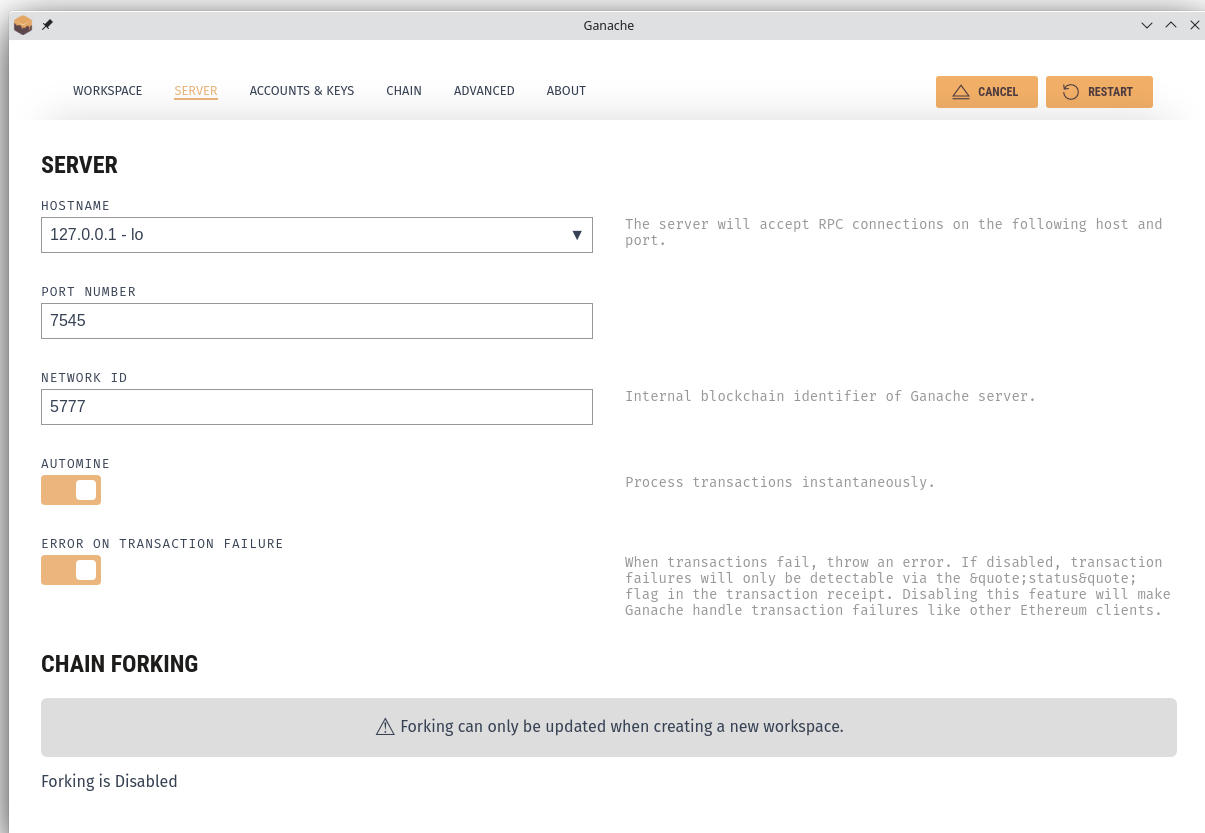 Ganache
WORKSPACE SERVER ACCOUNTS & KEYS CHAIN ADVANCED ABOUT CANCEL RESTART
SERVER
HOSTNAME
127.0.0.1 - lo
The server will accept RPC connections on the following host and
port.
PORT NUMBER
7545
NETWORK ID
5777
Internal blockchain identifier of Ganache server.
AUTOMINE
Process transactions instantaneously.
ERROR ON TRANSACTION FAILURE
When transactions fail, throw an error. If disabled, transaction
failures will only be detectable via the &quote;status&quote;
flag in the transaction receipt. Disabling this feature will make
Ganache handle transaction failures like other Ethereum clients.
CHAIN FORKING
⚠ Forking can only be updated when creating a new workspace.
Forking is Disabled